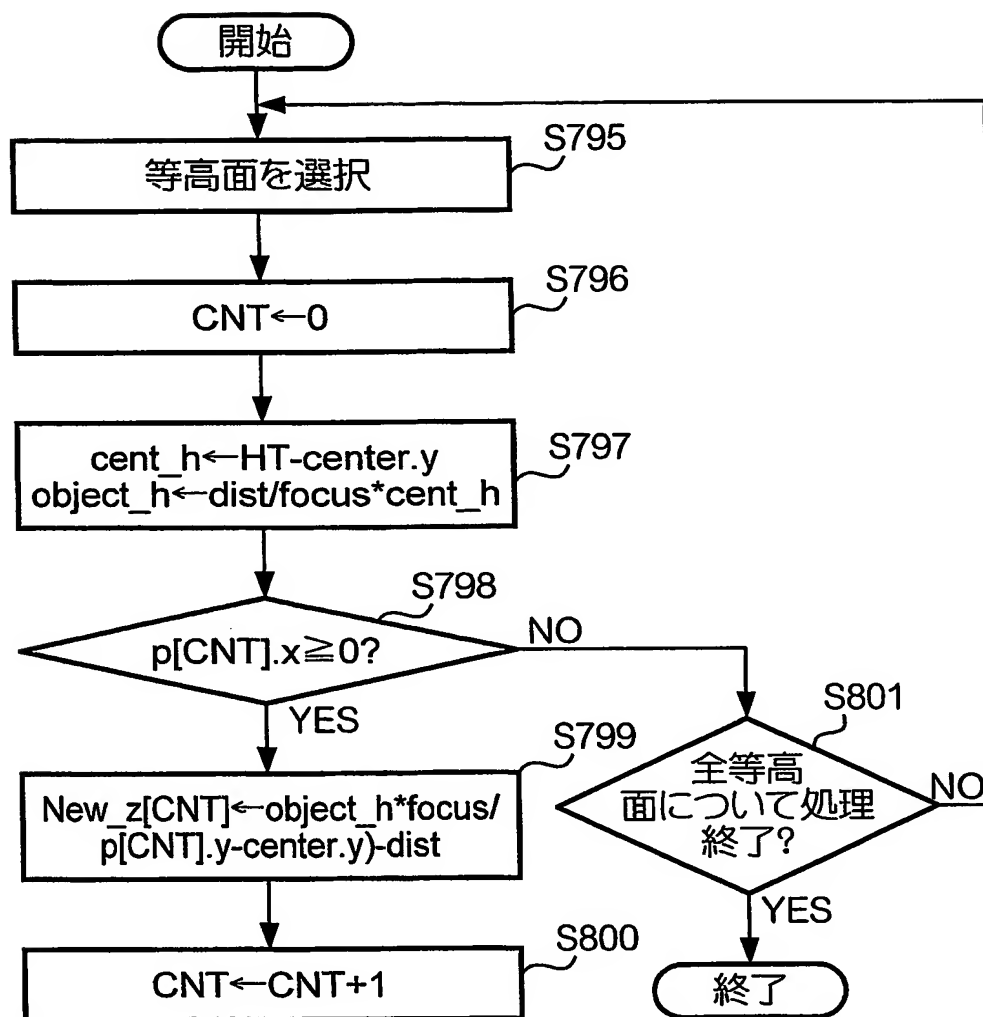 開始
S795
等高面を選択
S796
CNT←0
S797
cent_h←HT-center.y
object_h←dist/focus*cent_h
S798
p[CNT].x≧0?
NO
YES
S801
全等高
面について処理
終了?
NO
YES
S799
New_z[CNT]←object_h*focus/
p[CNT].y-center.y)-dist
S800
CNT←CNT+1
終了